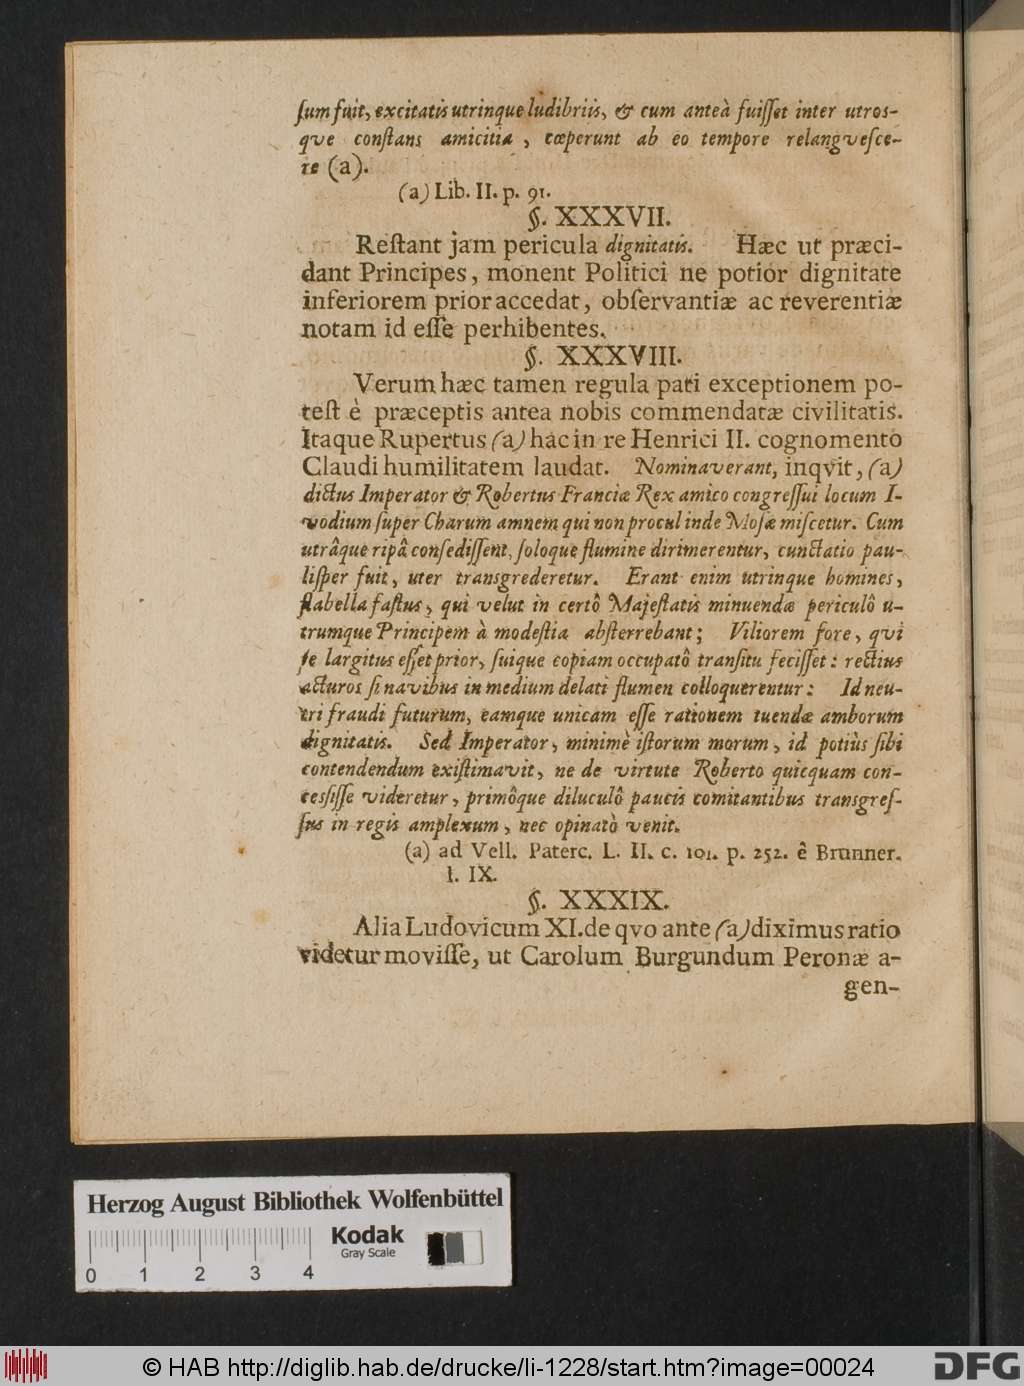 ſum fuit, excitatis utrinque ludibriis, & cum anteà fuiſſet inter utros-
qve conſtans amicitia, cœperunt ab eo tempore relangveſce-
re (a).
(a) Lib. II. p. 91.
§. XXXVII.
Reſtant jam pericula dignitatis. Hæc ut præci-
dant Principes, monent Politici ne potior dignitate
inferiorem prior accedat, obſervantiæ ac reverentiæ
notam id eſſe perhibentes.
§. XXXVIII.
Verum hæc tamen regula pati exceptionem po-
teſt è præceptis antea nobis commendatæ civilitatis.
Itaque Rupertus (a) hac in re Henrici II. cognomento
Claudi humilitatem laudat. Nominaverant, inqvit, (a)
dictus Imperator & Robertus Franciæ Rex amico congreſſui locum I-
vodium ſuper Charum amnem qui non procul inde Moſæ miſcetur. Cum
utrâque ripâ conſediſſent, ſoloque flumine dirimerentur, cunctatio pau-
liſper fuit, uter transgrederetur. Erant enim utrinque homines,
flabella faſtus, qui velut in certô Majeſtatis minuendæ periculô u-
trumque Principem à modeſtia abſterrebant; Viliorem fore, qvi
ſe largitus eſſet prior, ſuique copiam occupatô tranſitu feciſſet: rectius
acturos ſi navibus in medium delati flumen colloquerentur: Id neu-
tri fraudi futurum, eamque unicam eſſe rationem tuendæ amborum
dignitatis. Sed Imperator, minimè iſtorum morum, id potiùs ſibi
contendendum exiſtimavit, ne de virtute Roberto quicquam con-
ceſſiſſe videretur, primôque diluculô paucis comitantibus transgreſ-
ſus in regis amplexum, nec opinatò venit.
(a) ad Vell. Paterc. L. II. c. 101. p. 252. ê Brunner.
l. IX.
§. XXXIX.
Alia Ludovicum XI. de qvo ante (a) diximus ratio
videtur moviſſe, ut Carolum Burgundum Peronæ a-
gen-
Herzog August Bibliothek Wolfenbüttel
Kodak
Gray Scale
0 1 2 3 4
© HAB http://diglib.hab.de/drucke/li-1228/start.htm?image=00024
DFG